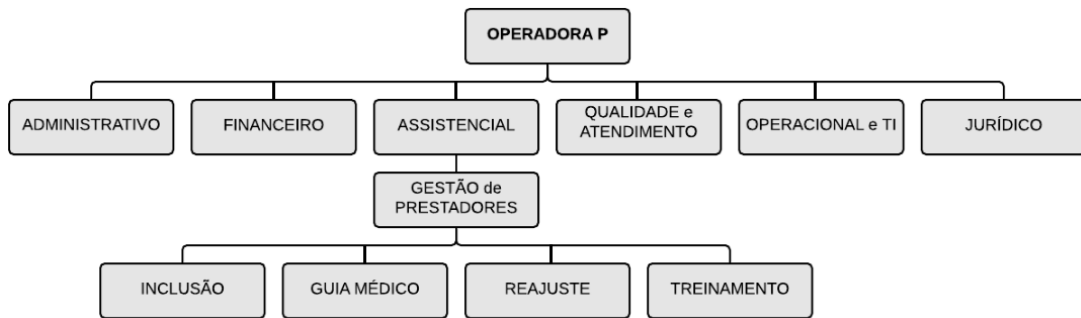 OPERADORA P
ADMINISTRATIVO
FINANCEIRO
ASSISTENCIAL
QUALIDADE e
ATENDIMENTO
OPERACIONAL e TI
JURÍDICO
GESTÃO de
PRESTADORES
INCLUSÃO
GUIA MÉDICO
REAJUSTE
TREINAMENTO